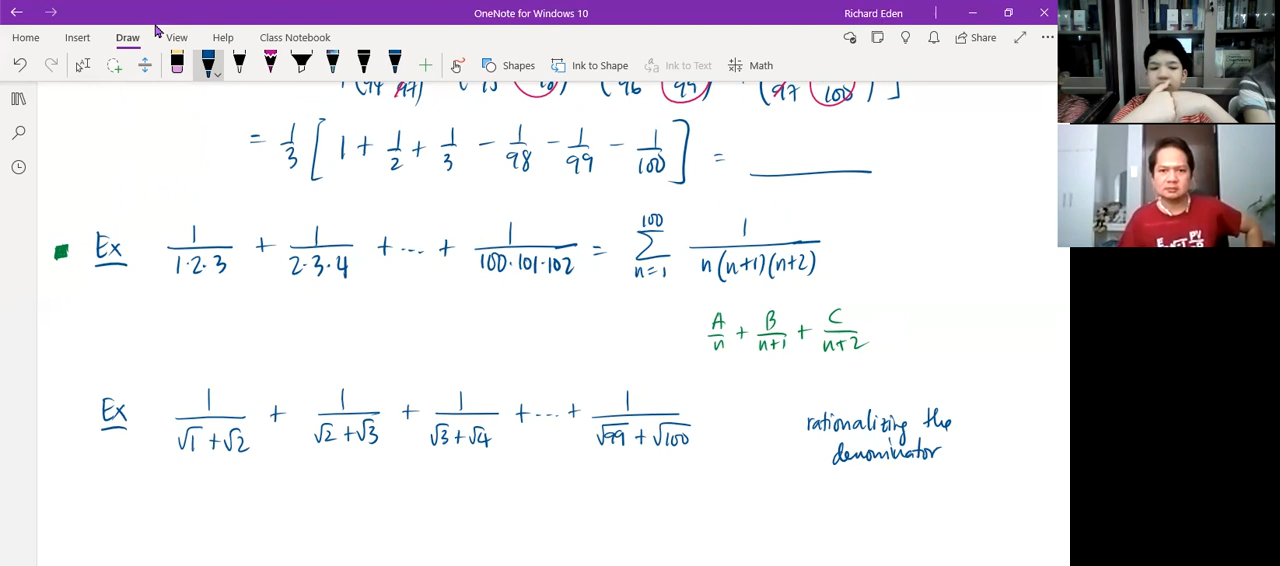 OneNote for Windows 10
Richard Eden
Home Insert Draw View Help Class Notebook
Share
Shapes Ink to Shape Ink to Text Math
= 1/3 [ 1 + 1/2 + 1/3 - 1/98 - 1/99 - 1/100 ] =
Ex 1/(1·2·3) + 1/(2·3·4) + ... + 1/(100·101·102) = ∑_{n=1}^{100} 1/(n(n+1)(n+2))
A/n + B/(n+1) + C/(n+2)
Ex 1/(√1+√2) + 1/(√2+√3) + 1/(√3+√4) + ... + 1/(√99+√100)
rationalizing the
denominator